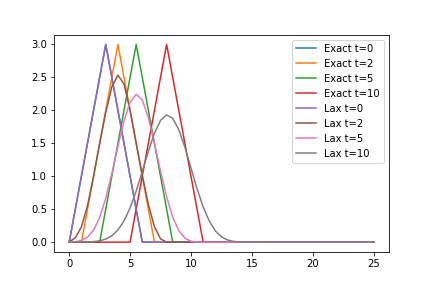 3.0
2.5
2.0
1.5
1.0
0.5
0.0
0
5
10
15
20
25
Exact t=0
Exact t=2
Exact t=5
Exact t=10
Lax t=0
Lax t=2
Lax t=5
Lax t=10